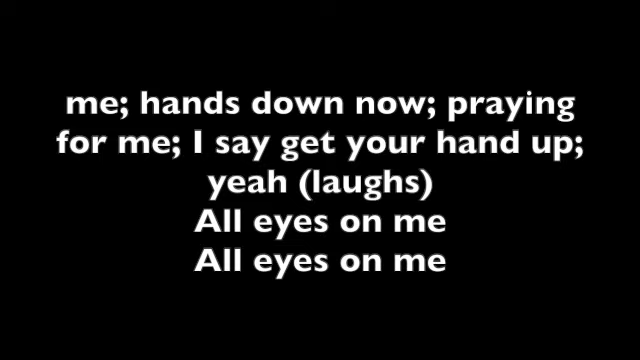 me; hands down now; praying
for me; I say get your hand up;
yeah (laughs)
All eyes on me
All eyes on me